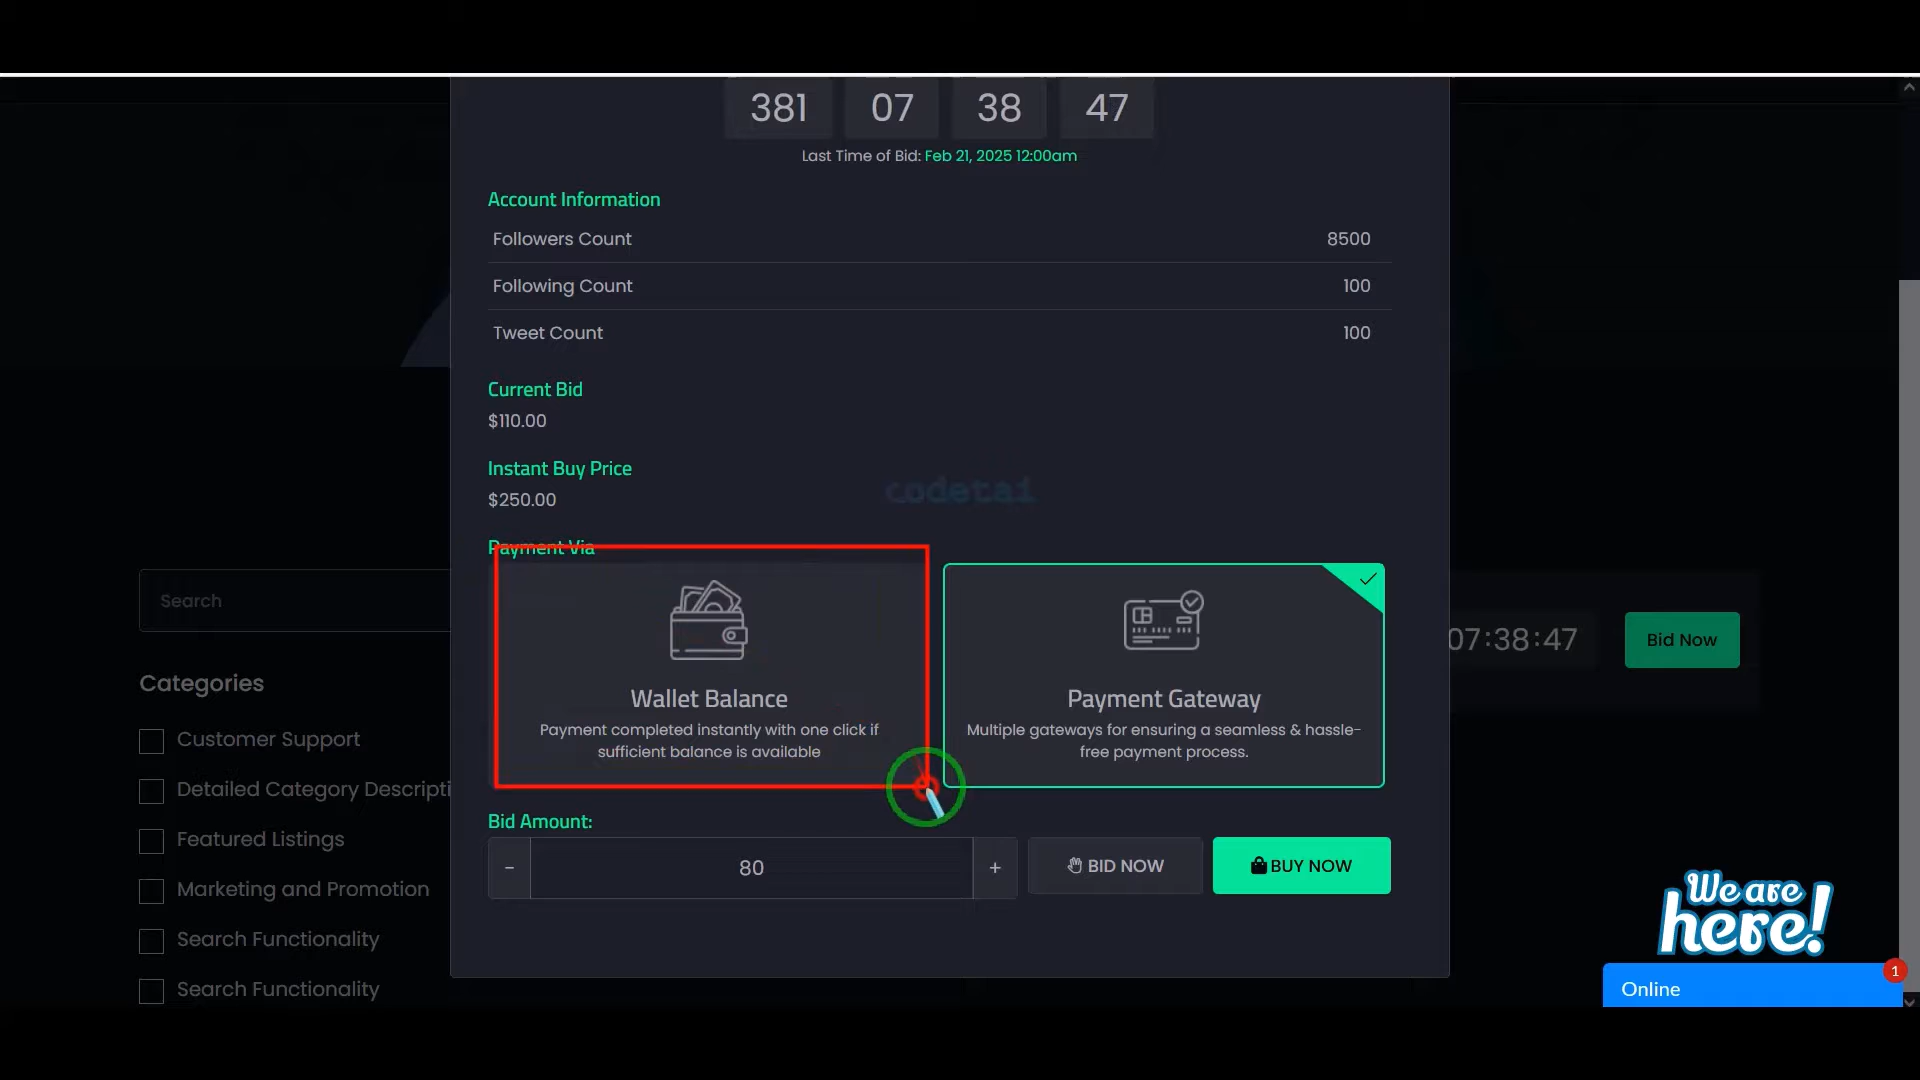 381 07 38 47
Last Time of Bid: Feb 21, 2025 12:00am
Account Information
Followers Count 8500
Following Count 100
Tweet Count 100
Current Bid
$110.00
Instant Buy Price
$250.00
codetai
Payment Via
Wallet Balance
Payment completed instantly with one click if
sufficient balance is available
Payment Gateway
Multiple gateways for ensuring a seamless & hassle-
free payment process.
Bid Amount:
- 80 +
BID NOW
BUY NOW
Search
Categories
Customer Support
Detailed Category Descripti
Featured Listings
Marketing and Promotion
Search Functionality
Search Functionality
07:38:47
Bid Now
We are
here!
1
Online